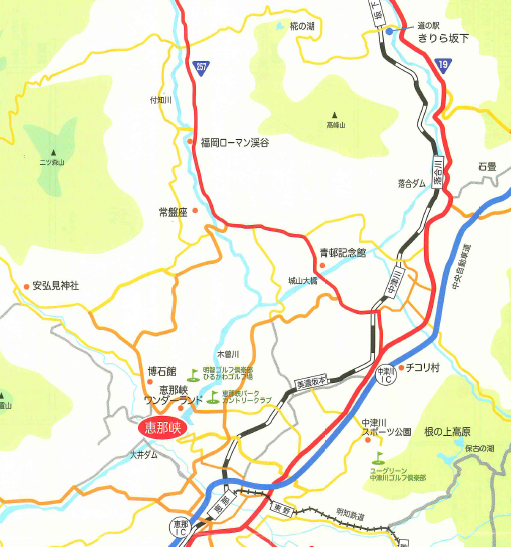 坂下
道の駅
きりら坂下
椛の湖
257
19
付知川
高峰山
福岡ローマン渓谷
二ツ森山
落合川
石畳
落合ダム
常盤座
青邨記念館
中央自動車道
城山大橋
中津川
安弘見神社
木曽川
博石館
明智ゴルフ倶楽部
ひるかわゴルフ場
美濃坂本
中津川
IC
チコリ村
恵那峡
ワンダーランド
恵那峡パーク
カントリークラブ
恵那峡
中津川
スポーツ公園
根の上高原
保古の湖
大井ダム
ユーグリーン
中津川ゴルフ倶楽部
恵那
東野
明知鉄道
恵那
IC